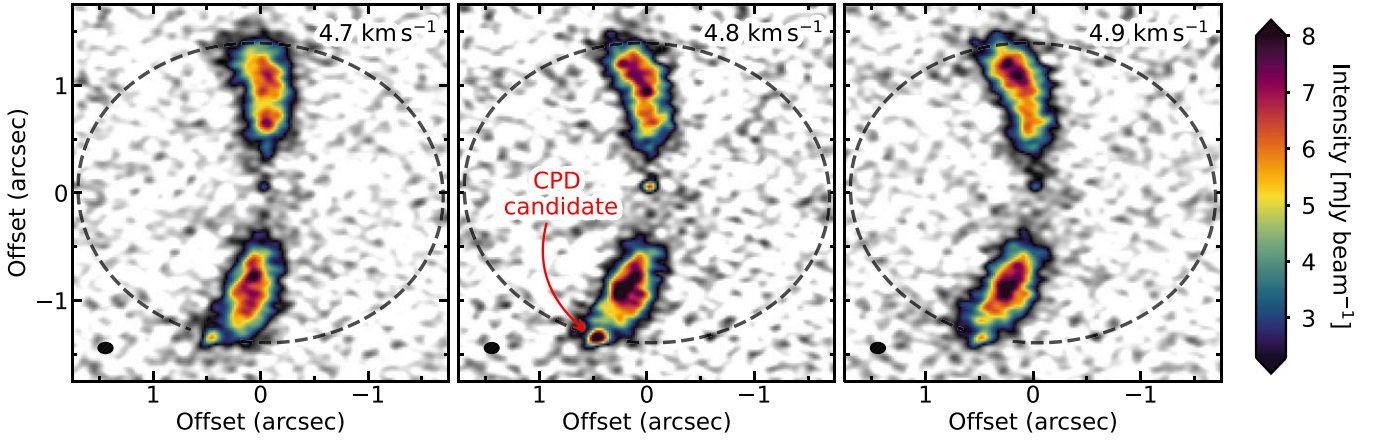 4.7 km s⁻¹
4.8 km s⁻¹
4.9 km s⁻¹
CPD
candidate
Offset (arcsec)
1
0
−1
1
0
−1
Offset (arcsec)
1
0
−1
Offset (arcsec)
1
0
−1
Offset (arcsec)
8
7
6
5
4
3
Intensity [mJy beam⁻¹]